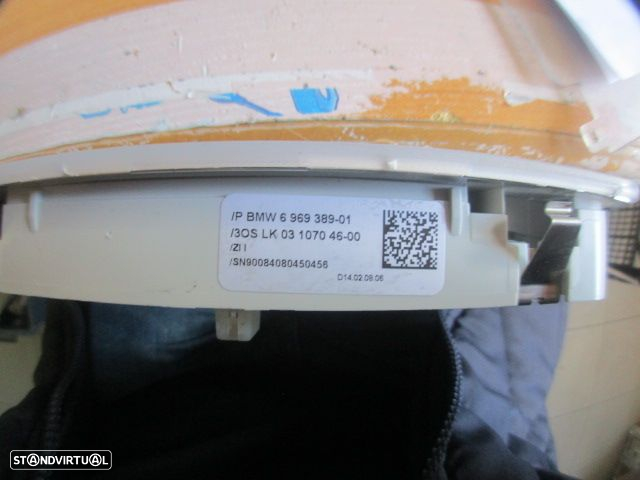 /P BMW 6 969 389-01
/3OS LK 03 1070 46-00
/ZI I
/SN90084080450456
D14.02.08.06
STANDVIRTUAL